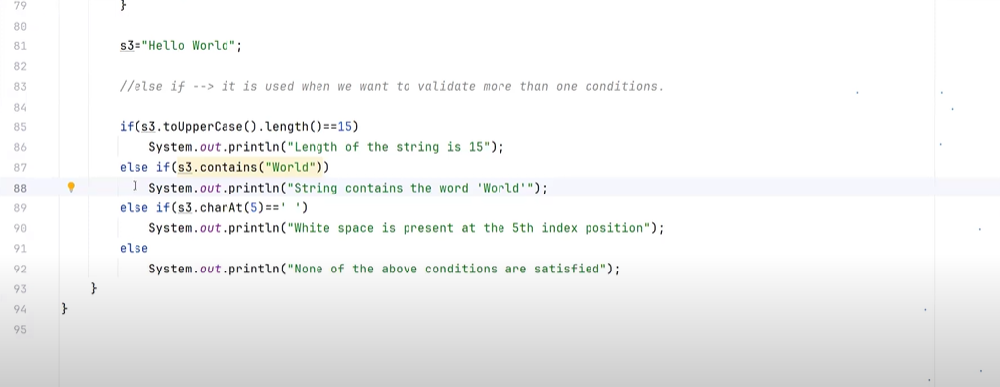 79 }
80
81 s3="Hello World";
82
83 //else if --> it is used when we want to validate more than one conditions.
84
85 if(s3.toUpperCase().length()==15)
86 System.out.println("Length of the string is 15");
87 else if(s3.contains("World"))
88 System.out.println("String contains the word 'World'");
89 else if(s3.charAt(5)==' ')
90 System.out.println("White space is present at the 5th index position");
91 else
92 System.out.println("None of the above conditions are satisfied");
93 }
94 }
95